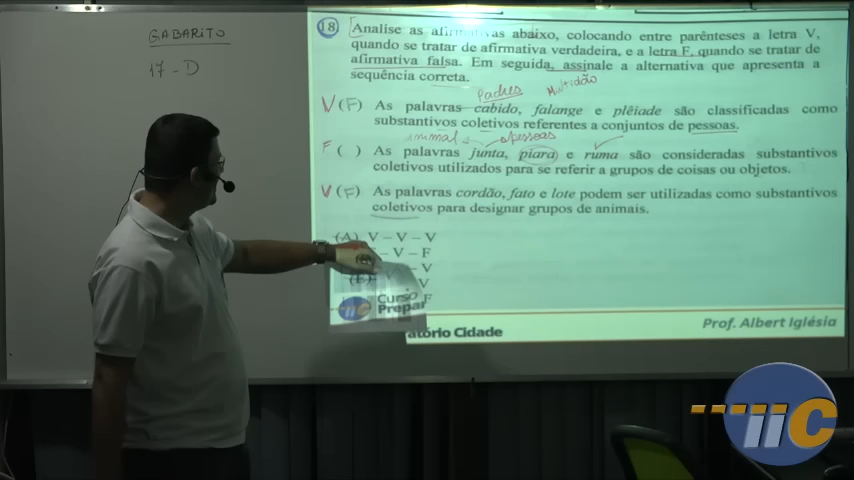 GABARITO
17 - D
18 Analise as afirmativas abaixo, colocando entre parênteses a letra V,
quando se tratar de afirmativa verdadeira, e a letra F, quando se tratar de
afirmativa falsa. Em seguida, assinale a alternativa que apresenta a
sequência correta.
Padres Multidão
V (F) As palavras cabido, falange e plêiade são classificadas como
substantivos coletivos referentes a conjuntos de pessoas.
animal pessoas
F ( ) As palavras junta, piara e ruma são consideradas substantivos
coletivos utilizados para se referir a grupos de coisas ou objetos.
V (F) As palavras cordão, fato e lote podem ser utilizadas como substantivos
coletivos para designar grupos de animais.
(A) V – V – V
– V – F
– V
(E) V
F
Curso
Prepar
atório Cidade
Prof. Albert Iglésia
iiC